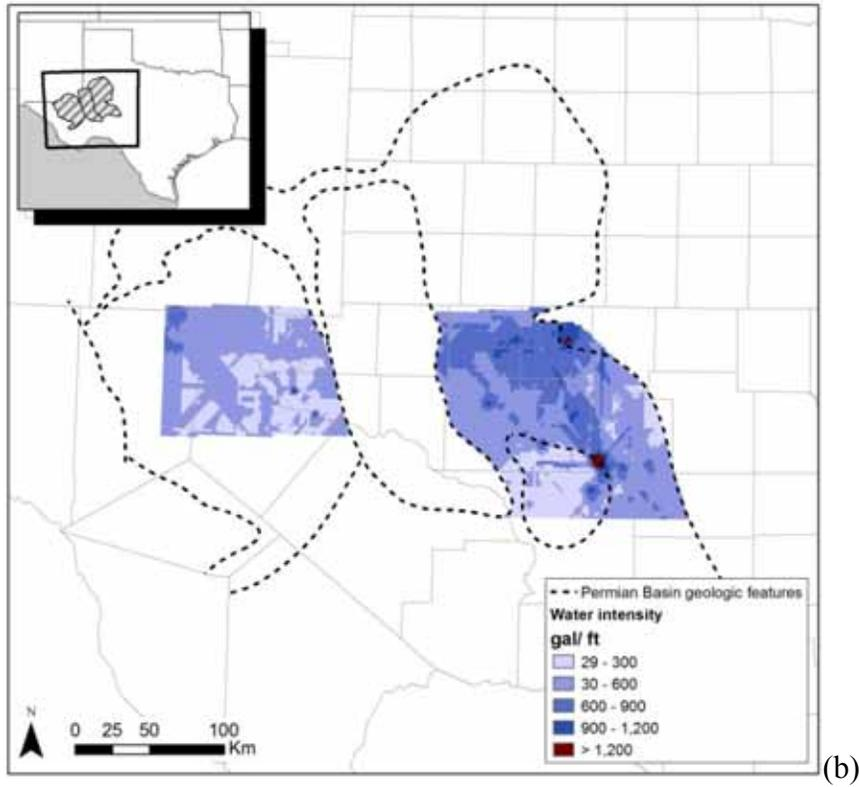 Permian Basin geologic features
Water intensity
gal/ ft
29 - 300
30 - 600
600 - 900
900 - 1,200
> 1,200
N
0 25 50 100
Km
(b)